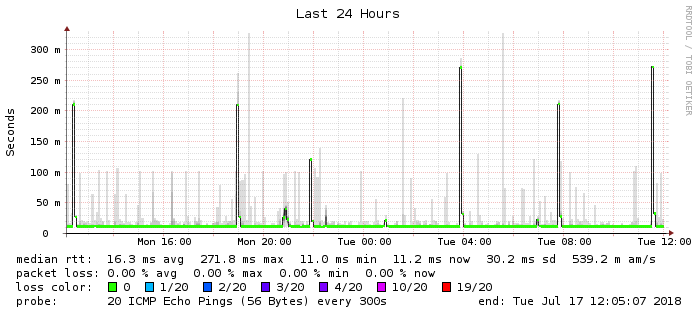 Last 24 Hours
RRDTOOL / TOBI OETIKER
Seconds
300 m
250 m
200 m
150 m
100 m
50 m
0
Mon 16:00 Mon 20:00 Tue 00:00 Tue 04:00 Tue 08:00 Tue 12:00
median rtt: 16.3 ms avg 271.8 ms max 11.0 ms min 11.2 ms now 30.2 ms sd 539.2 m am/s
packet loss: 0.00 % avg 0.00 % max 0.00 % min 0.00 % now
loss color: 0 1/20 2/20 3/20 4/20 10/20 19/20
probe: 20 ICMP Echo Pings (56 Bytes) every 300s end: Tue Jul 17 12:05:07 2018